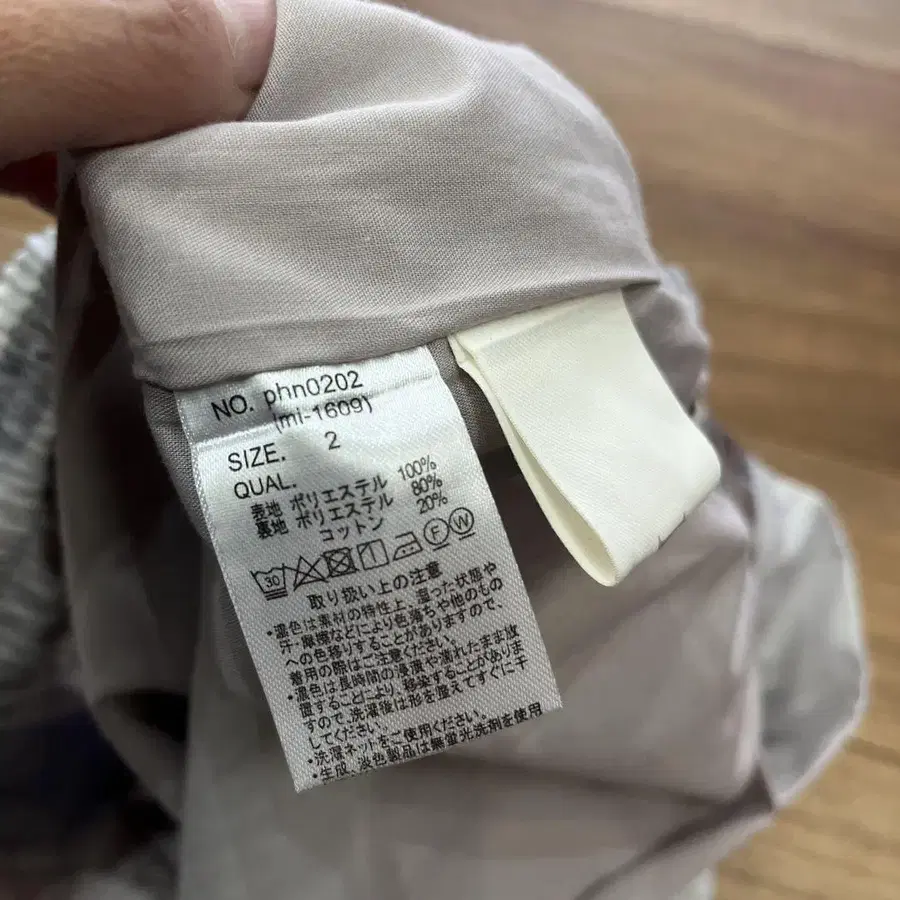 NO. phn0202
(mi-1609)
SIZE. 2
QUAL.
表地 ポリエステル 100%
裏地 ポリエステル 80%
コットン 20%
30 F W
取り扱い上の注意
・濃色は素材の特性上、湿った状態や
汗、摩擦などにより色落ちや他のもの
への色移りすることがありますので、
着用の際はご注意ください。
・濃色は長時間の浸漬や濡れたまま放
置することにより、移染することがありま
すので、洗濯後は形を整えてすぐに干
してください。
・洗濯ネットをご使用ください。
・生成、淡色製品は無蛍光洗剤を使用